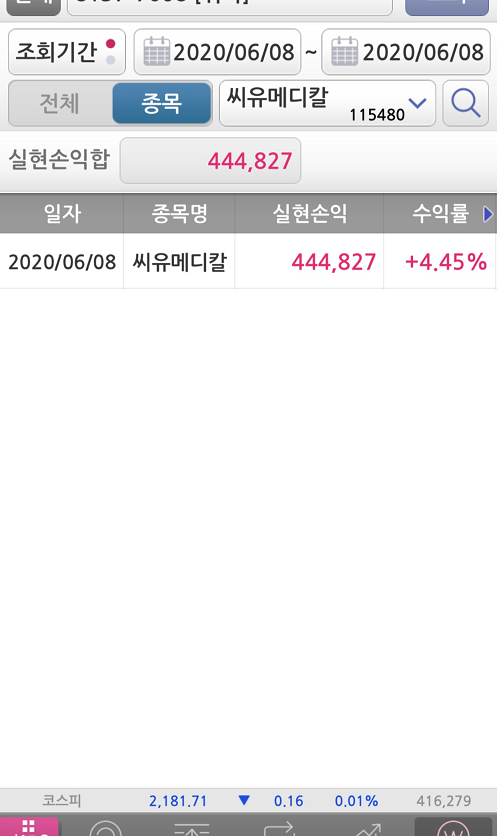 조회기간 2020/06/08 ~ 2020/06/08
전체 종목 씨유메디칼 115480
실현손익합 444,827
일자 종목명 실현손익 수익률
2020/06/08 씨유메디칼 444,827 +4.45%
코스피 2,181.71 ▼ 0.16 0.01% 416,279